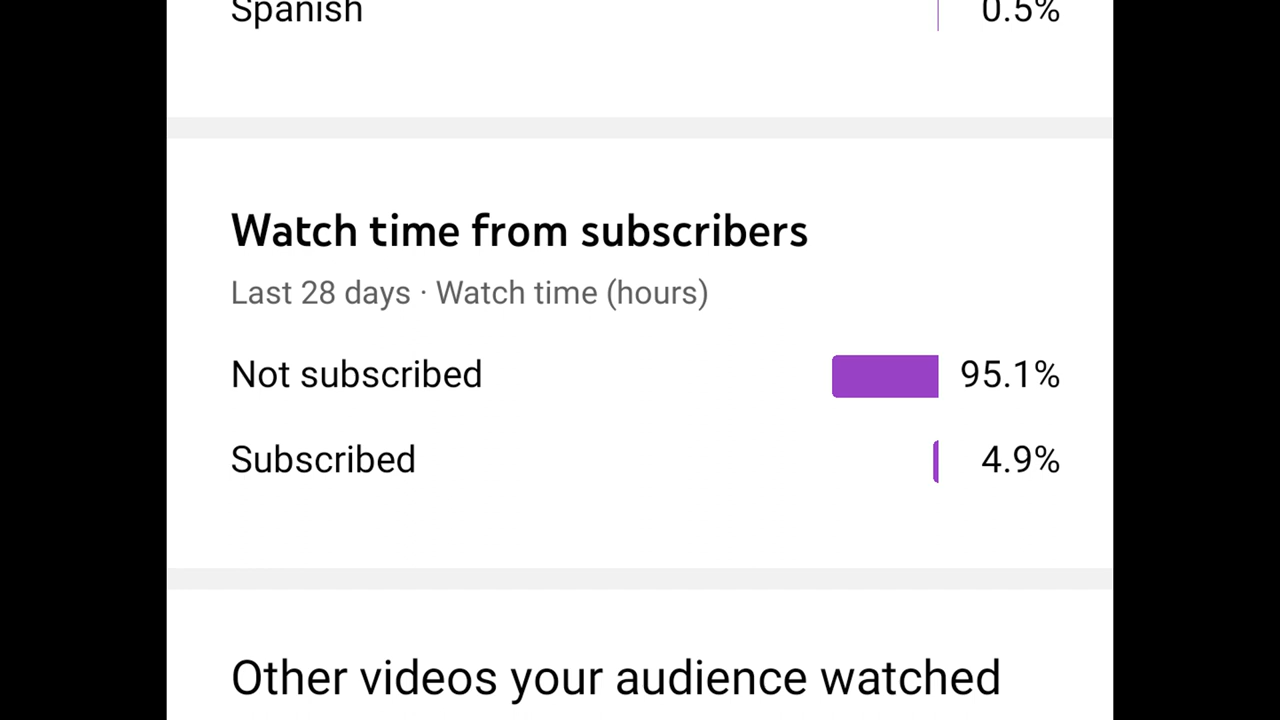 Spanish 0.5%
Watch time from subscribers
Last 28 days · Watch time (hours)
Not subscribed 95.1%
Subscribed 4.9%
Other videos your audience watched